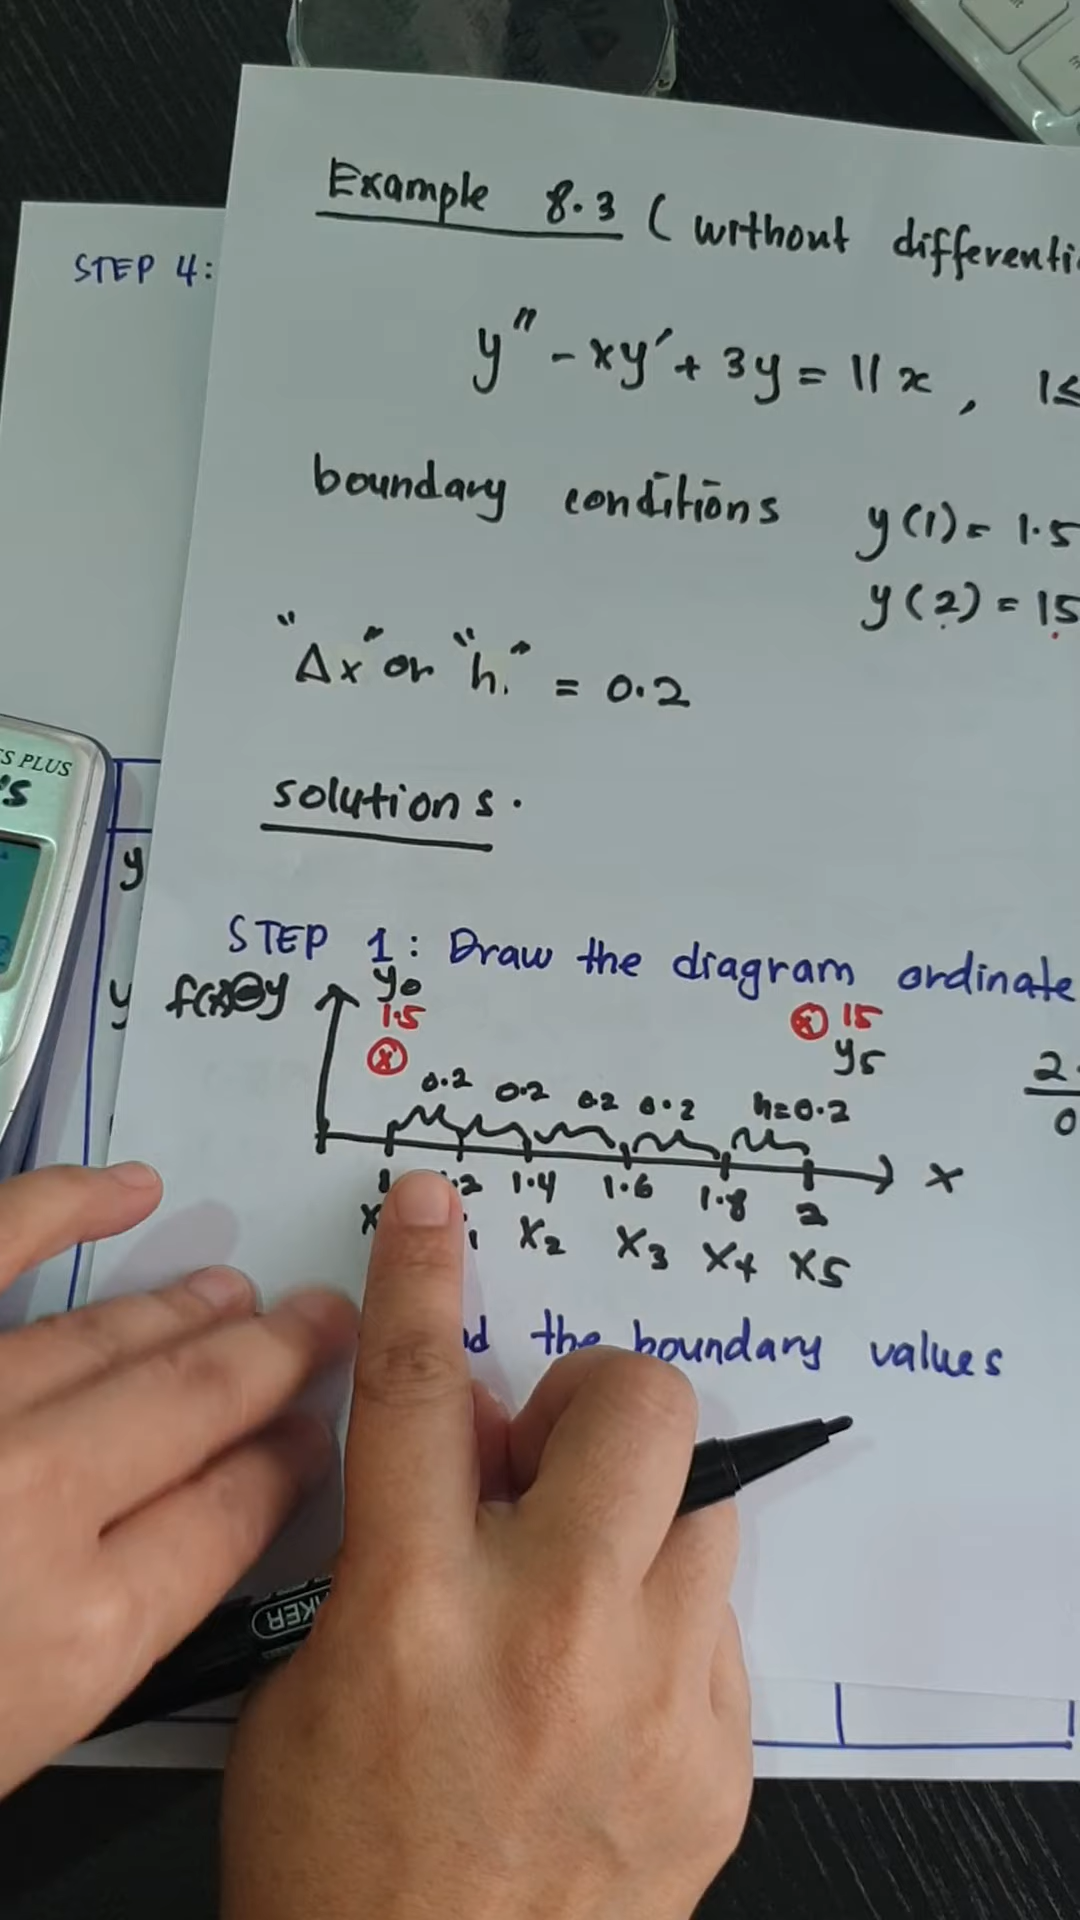 Example 8.3 (without differenti
STEP 4:
y" - xy' + 3y = 11x, 1≤
boundary conditions y(1) = 1.5
y(2) = 15
"Δx" or "h." = 0.2
S PLUS
solutions.
y
STEP 1: Draw the diagram ordinate
y f(x)@y y0
1.5 x 15
x y5 2
0.2 0.2 0.2 0.2 h=0.2 0
x
1.4 1.6 1.8 2
x x2 x3 x4 x5
the boundary values